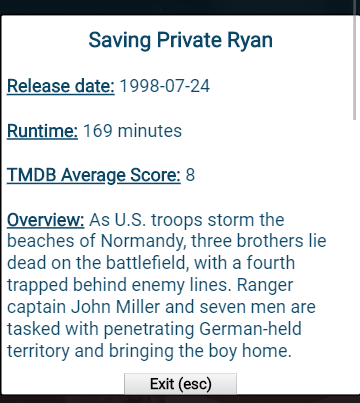 Saving Private Ryan
Release date: 1998-07-24
Runtime: 169 minutes
TMDB Average Score: 8
Overview: As U.S. troops storm the
beaches of Normandy, three brothers lie
dead on the battlefield, with a fourth
trapped behind enemy lines. Ranger
captain John Miller and seven men are
tasked with penetrating German-held
territory and bringing the boy home.
Exit (esc)